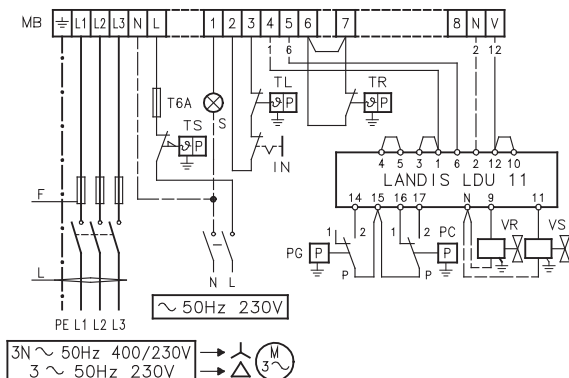 MB ⏚ L1 L2 L3 N L 1 2 3 4 5 6 7 8 N V
1 6 2 12
T6A S TL ϑ P TR ϑ P
TS ϑ P
IN
4 5 3 1 6 2 12 10
LANDIS LDU 11
14 15 16 17 N 9 11
F
1 2 1 2 VR VS
PG P P PC P
P
L
N L
PE L1 L2 L3
~ 50Hz 230V
3N ~ 50Hz 400/230V
3 ~ 50Hz 230V
M
3~